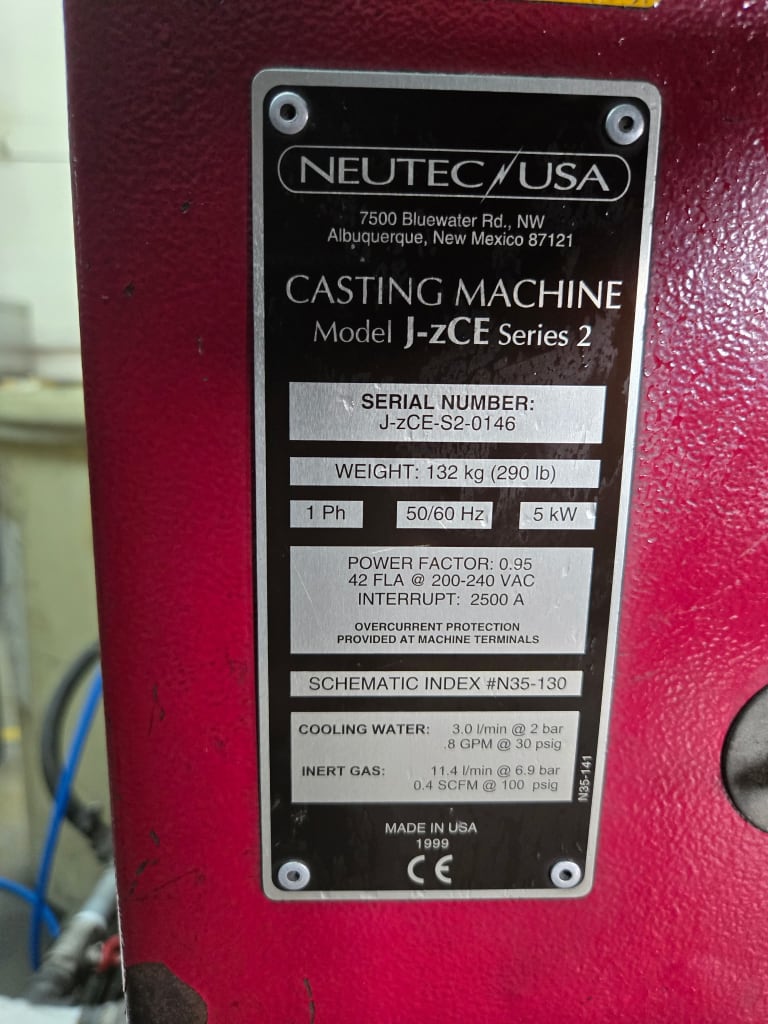 NEUTEC USA
7500 Bluewater Rd., NW
Albuquerque, New Mexico 87121
CASTING MACHINE
Model J-zCE Series 2
SERIAL NUMBER:
J-zCE-S2-0146
WEIGHT: 132 kg (290 lb)
1 Ph 50/60 Hz 5 kW
POWER FACTOR: 0.95
42 FLA @ 200-240 VAC
INTERRUPT: 2500 A
OVERCURRENT PROTECTION
PROVIDED AT MACHINE TERMINALS
SCHEMATIC INDEX #N35-130
COOLING WATER: 3.0 l/min @ 2 bar
.8 GPM @ 30 psig
INERT GAS: 11.4 l/min @ 6.9 bar
0.4 SCFM @ 100 psig
N35-141
MADE IN USA
1999
CE